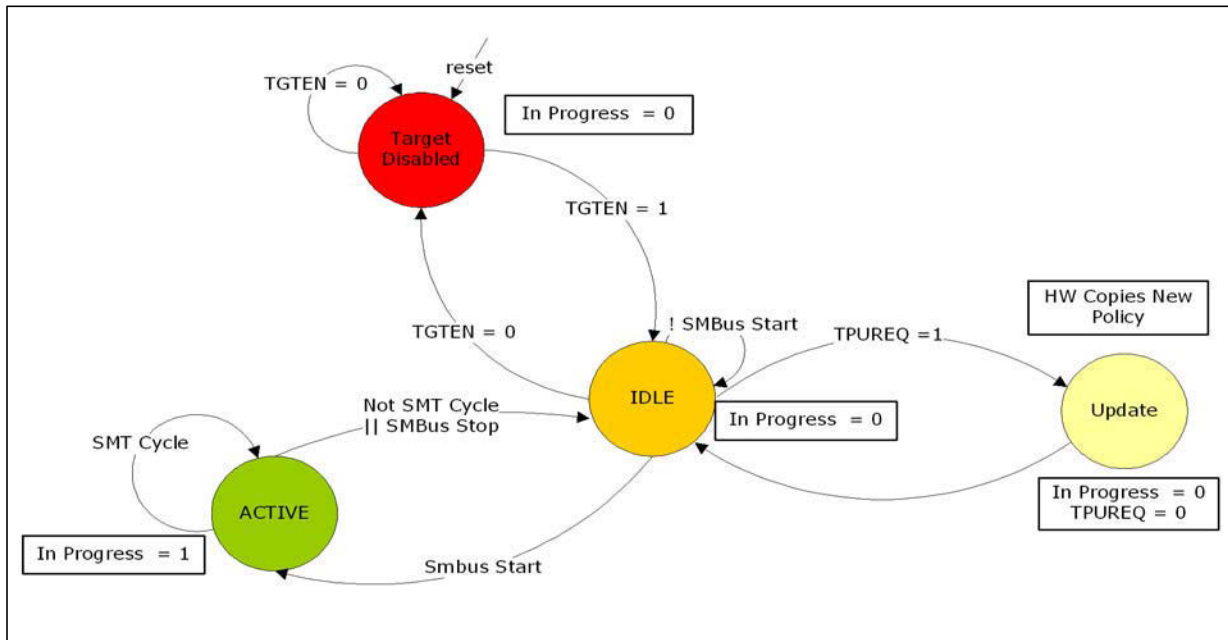 reset
TGTEN = 0
In Progress = 0
Target
Disabled
TGTEN = 1
HW Copies New
Policy
! SMBus Start
TGTEN = 0
TPUREQ =1
IDLE
Update
Not SMT Cycle
|| SMBus Stop
In Progress = 0
SMT Cycle
In Progress = 0
TPUREQ = 0
ACTIVE
In Progress = 1
Smbus Start